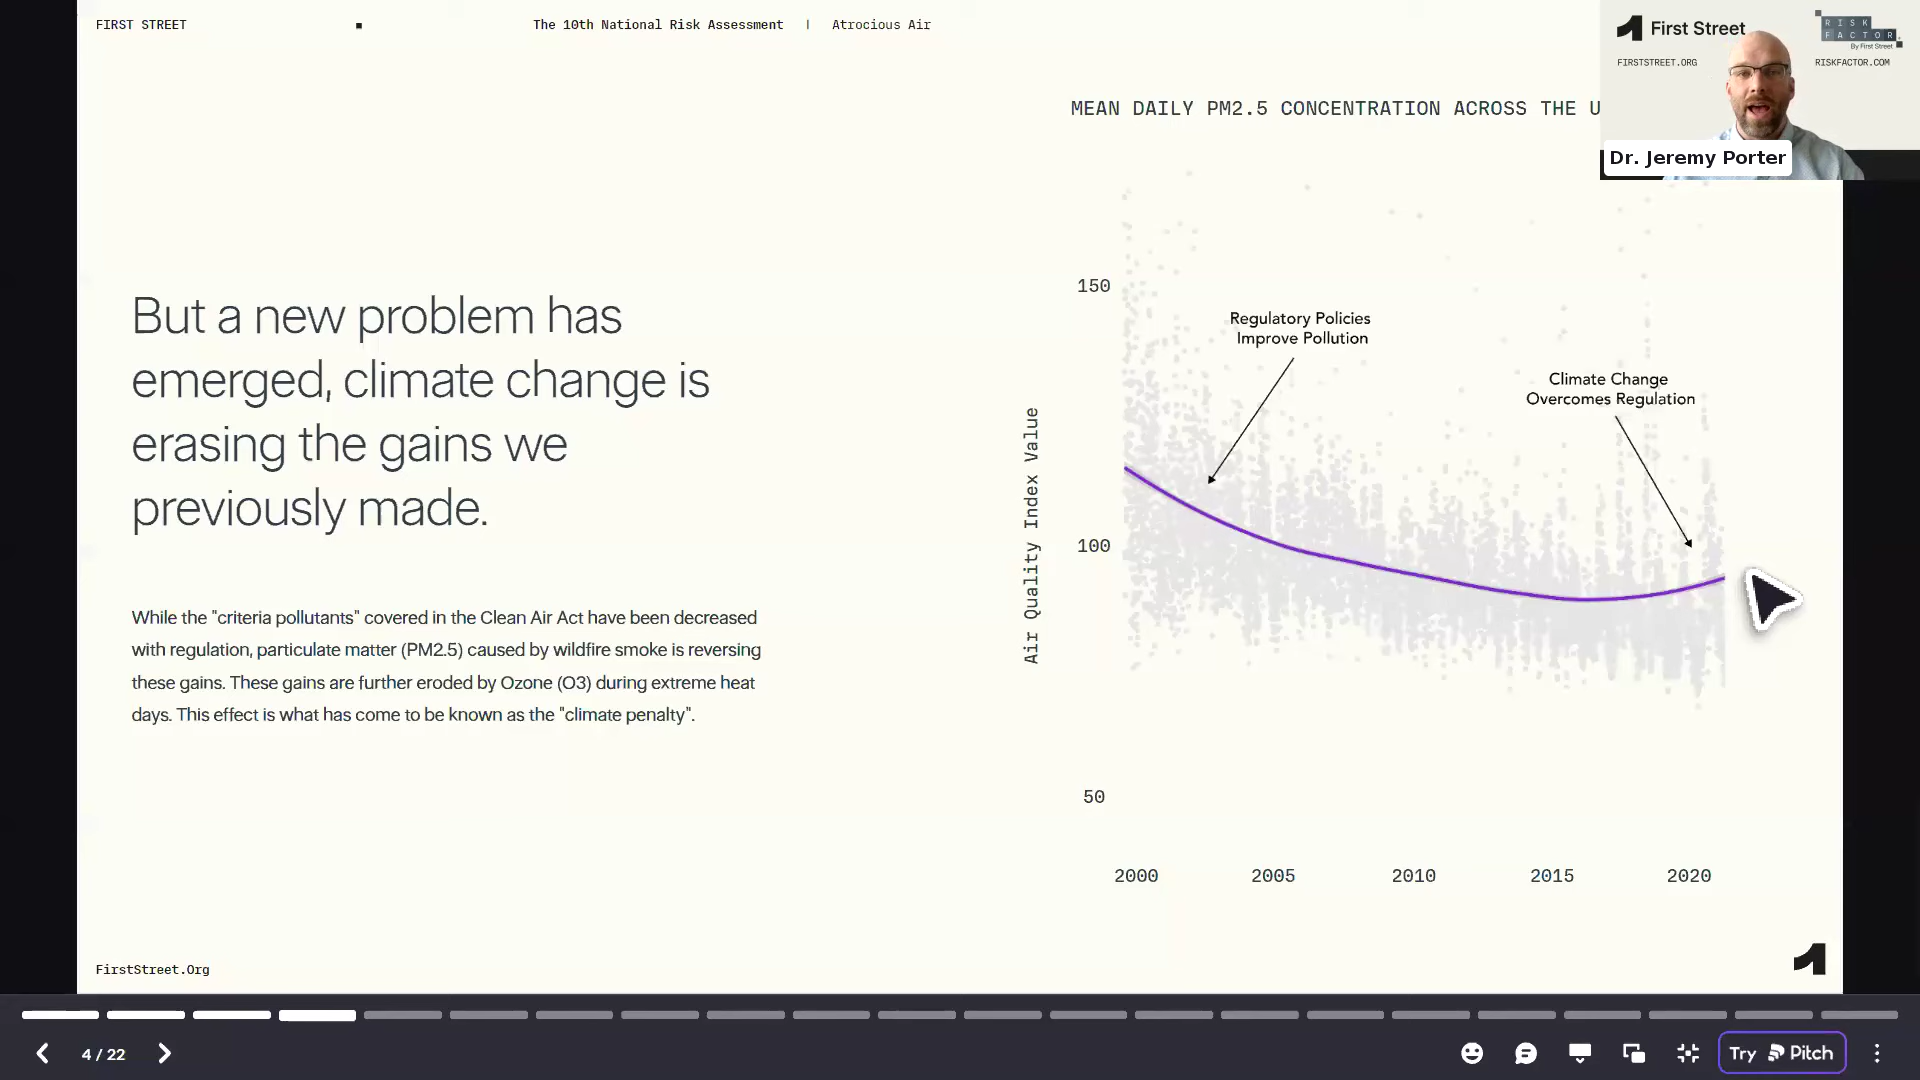 FIRST STREET
The 10th National Risk Assessment | Atrocious Air
First Street
RISK
FACTOR
By First Street
FIRSTSTREET.ORG
RISKFACTOR.COM
Dr. Jeremy Porter
MEAN DAILY PM2.5 CONCENTRATION ACROSS THE U
But a new problem has
emerged, climate change is
erasing the gains we
previously made.
While the "criteria pollutants" covered in the Clean Air Act have been decreased
with regulation, particulate matter (PM2.5) caused by wildfire smoke is reversing
these gains. These gains are further eroded by Ozone (O3) during extreme heat
days. This effect is what has come to be known as the "climate penalty".
Air Quality Index Value
150
100
50
Regulatory Policies
Improve Pollution
Climate Change
Overcomes Regulation
2000 2005 2010 2015 2020
FirstStreet.Org
4 / 22
Try Pitch